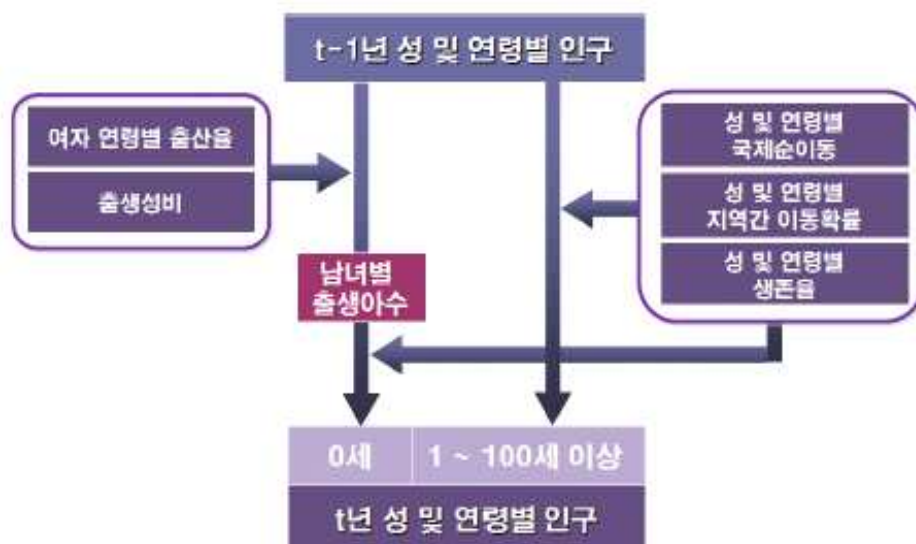 t-1년 성 및 연령별 인구
여자 연령별 출산율
출생성비
성 및 연령별
국제순이동
성 및 연령별
지역간 이동확률
성 및 연령별
생존율
남녀별
출생아수
0세
1 ~ 100세 이상
t년 성 및 연령별 인구